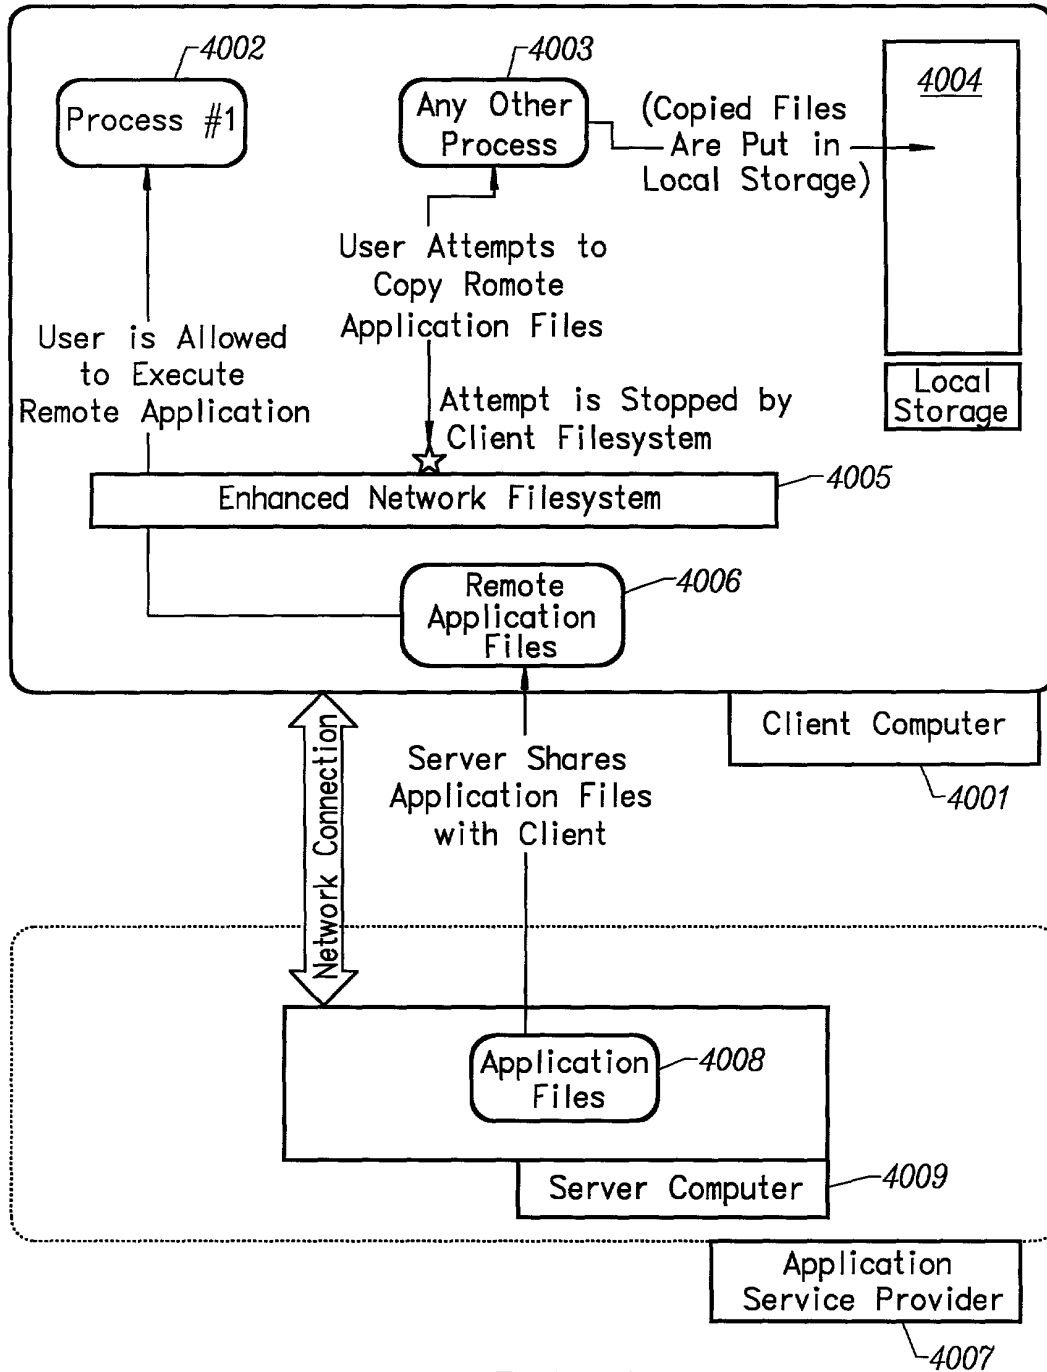 4002
Process #1
4003
Any Other
Process
(Copied Files
Are Put in
Local Storage)
4004
Local
Storage
User Attempts to
Copy Romote
Application Files
User is Allowed
to Execute
Remote Application
Attempt is Stopped by
Client Filesystem
Enhanced Network Filesystem
4005
Remote
Application
Files
4006
Client Computer
4001
Network Connection
Server Shares
Application Files
with Client
Application
Files
4008
Server Computer
4009
Application
Service Provider
4007